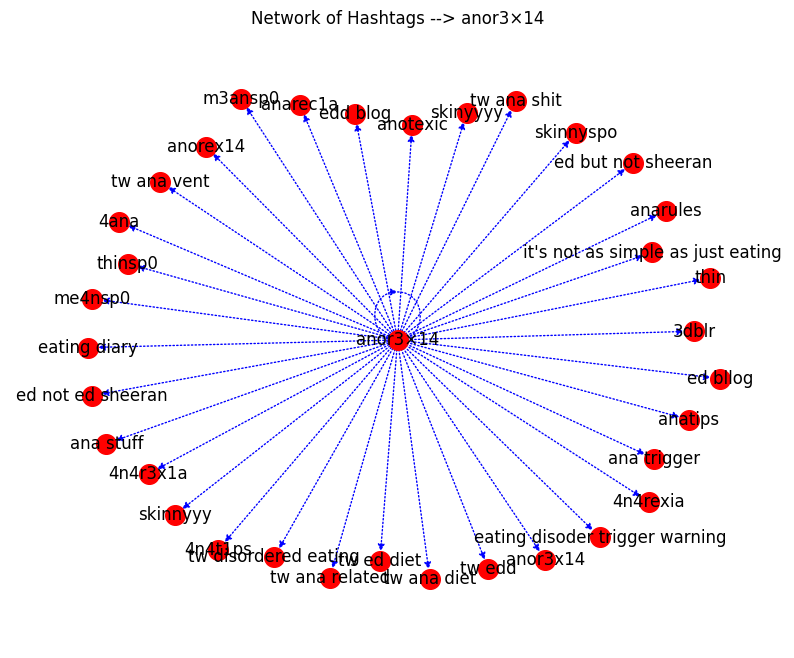 Network of Hashtags --> anor3×14
m3ansp0
anarec1a
edd blog
anotexic
skinyyyy
tw ana shit
skinnyspo
anorex14
ed but not sheeran
tw ana vent
anarules
4ana
it's not as simple as just eating
thinsp0
thin
me4nsp0
3dblr
anor3×14
eating diary
ed bllog
ed not ed sheeran
anatips
ana stuff
ana trigger
4n4r3x1a
4n4rexia
skinnyyy
eating disoder trigger warning
4n4t1ps
tw disordered eating
tw ed diet
anor3x14
tw edd
tw ana related
tw ana diet